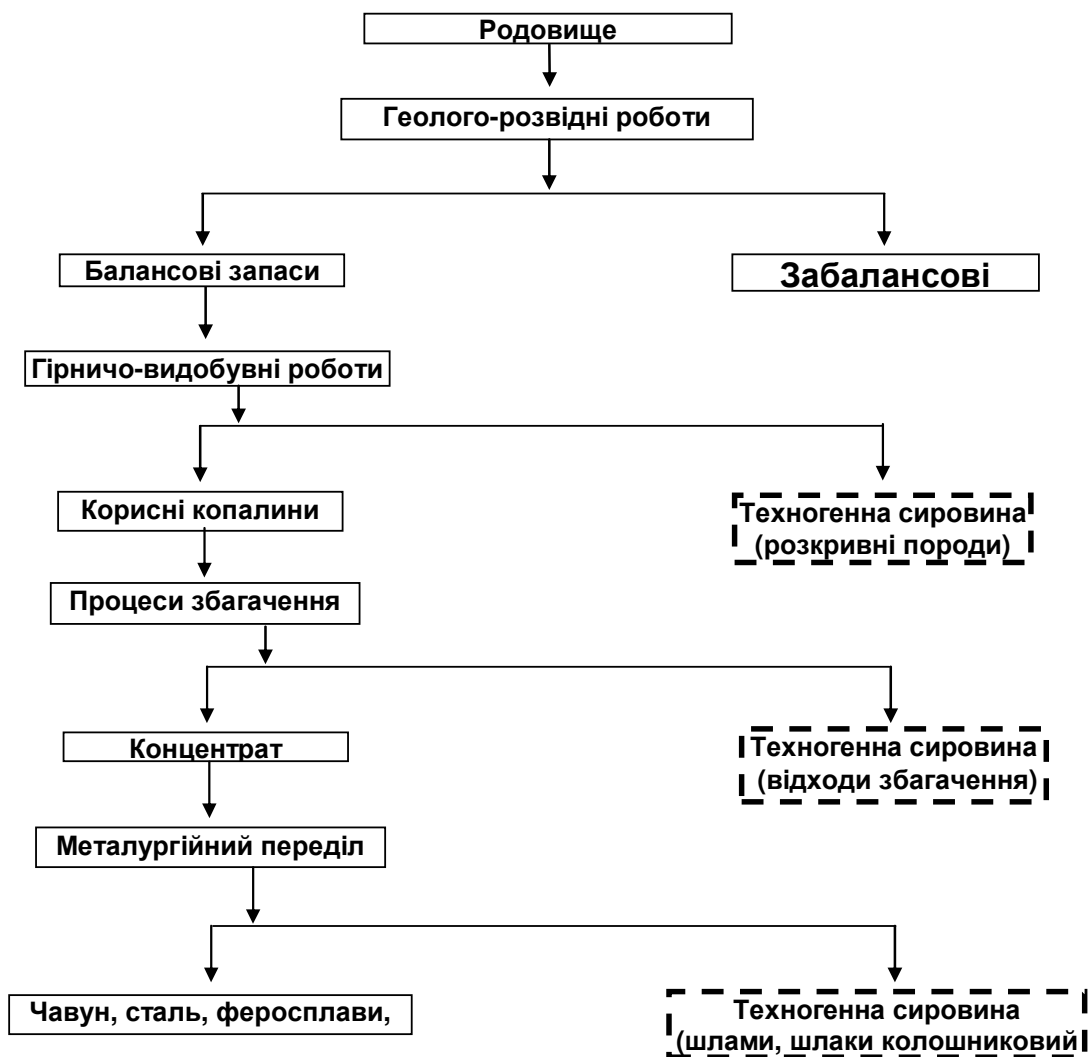 Родовище
Геолого-розвідні роботи
Балансові запаси
Забалансові
Гірничо-видобувні роботи
Корисні копалини
Техногенна сировина
(розкривні породи)
Процеси збагачення
Концентрат
Техногенна сировина
(відходи збагачення)
Металургійний переділ
Чавун, сталь, феросплави,
Техногенна сировина
(шлами, шлаки колошниковий